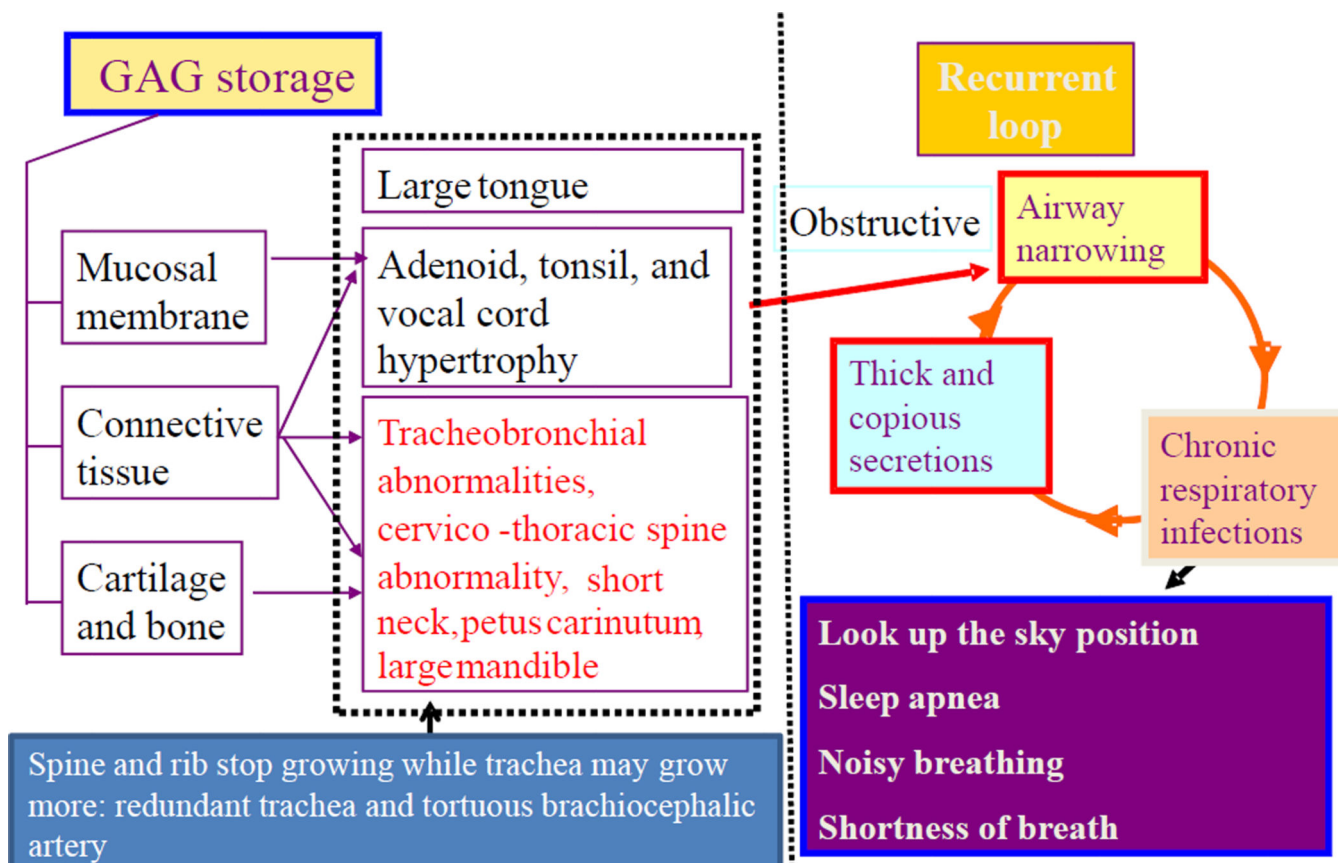 GAG storage
Mucosal
membrane
Connective
tissue
Cartilage
and bone
Large tongue
Adenoid, tonsil, and
vocal cord
hypertrophy
Tracheobronchial
abnormalities,
cervico -thoracic spine
abnormality, short
neck, petus carinutum,
large mandible
Spine and rib stop growing while trachea may grow
more: redundant trachea and tortuous brachiocephalic
artery
Recurrent
loop
Obstructive
Airway
narrowing
Thick and
copious
secretions
Chronic
respiratory
infections
Look up the sky position
Sleep apnea
Noisy breathing
Shortness of breath